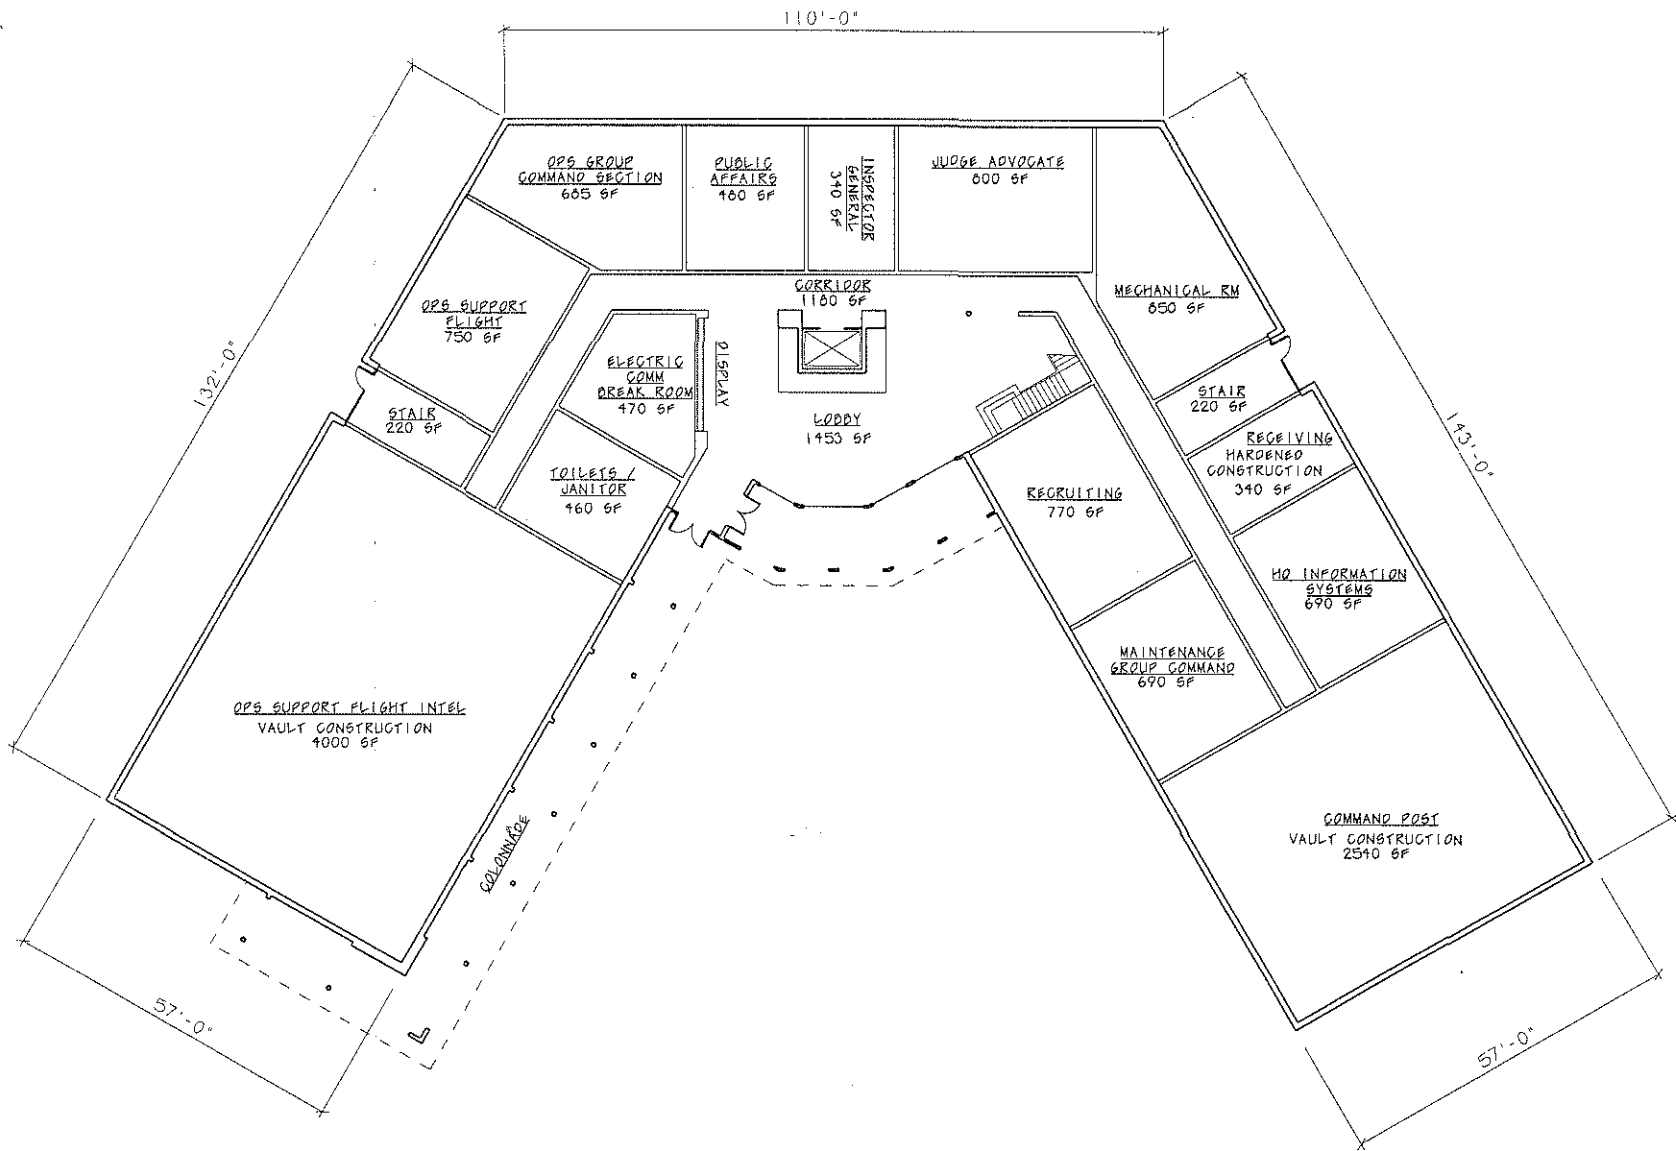 110'-0"
132'-0"
143'-0"
OPS GROUP
COMMAND SECTION
685 SF
PUBLIC
AFFAIRS
480 SF
INSPECTOR
GENERAL
340 SF
JUDGE ADVOCATE
800 SF
OPS SUPPORT
FLIGHT
750 SF
CORRIDOR
1180 SF
MECHANICAL RM
850 SF
ELECTRIC
COMM
BREAK ROOM
470 SF
DISPLAY
LOBBY
1453 SF
STAIR
220 SF
STAIR
220 SF
TOILETS /
JANITOR
460 SF
RECRUITING
770 SF
RECEIVING
HARDENED
CONSTRUCTION
340 SF
HQ INFORMATION
SYSTEMS
690 SF
MAINTENANCE
GROUP COMMAND
690 SF
OPS SUPPORT FLIGHT INTEL
VAULT CONSTRUCTION
4000 SF
COLONNADE
COMMAND POST
VAULT CONSTRUCTION
2540 SF
57'-0"
57'-0"